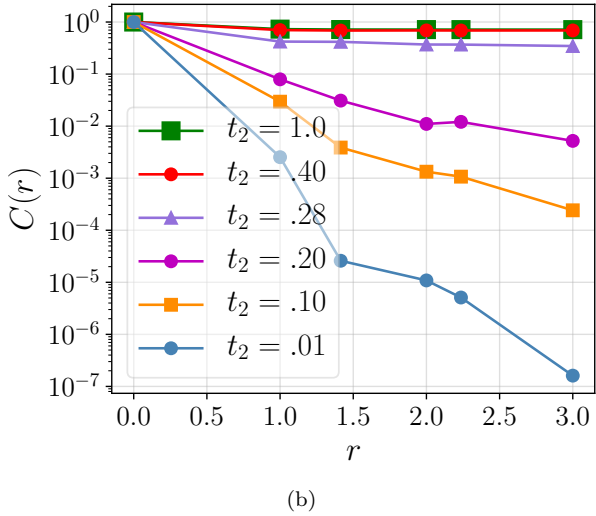 10^0
10^{-1}
10^{-2}
10^{-3}
10^{-4}
10^{-5}
10^{-6}
10^{-7}
C(r)
t_2 = 1.0
t_2 = .40
t_2 = .28
t_2 = .20
t_2 = .10
t_2 = .01
0.0 0.5 1.0 1.5 2.0 2.5 3.0
r
(b)